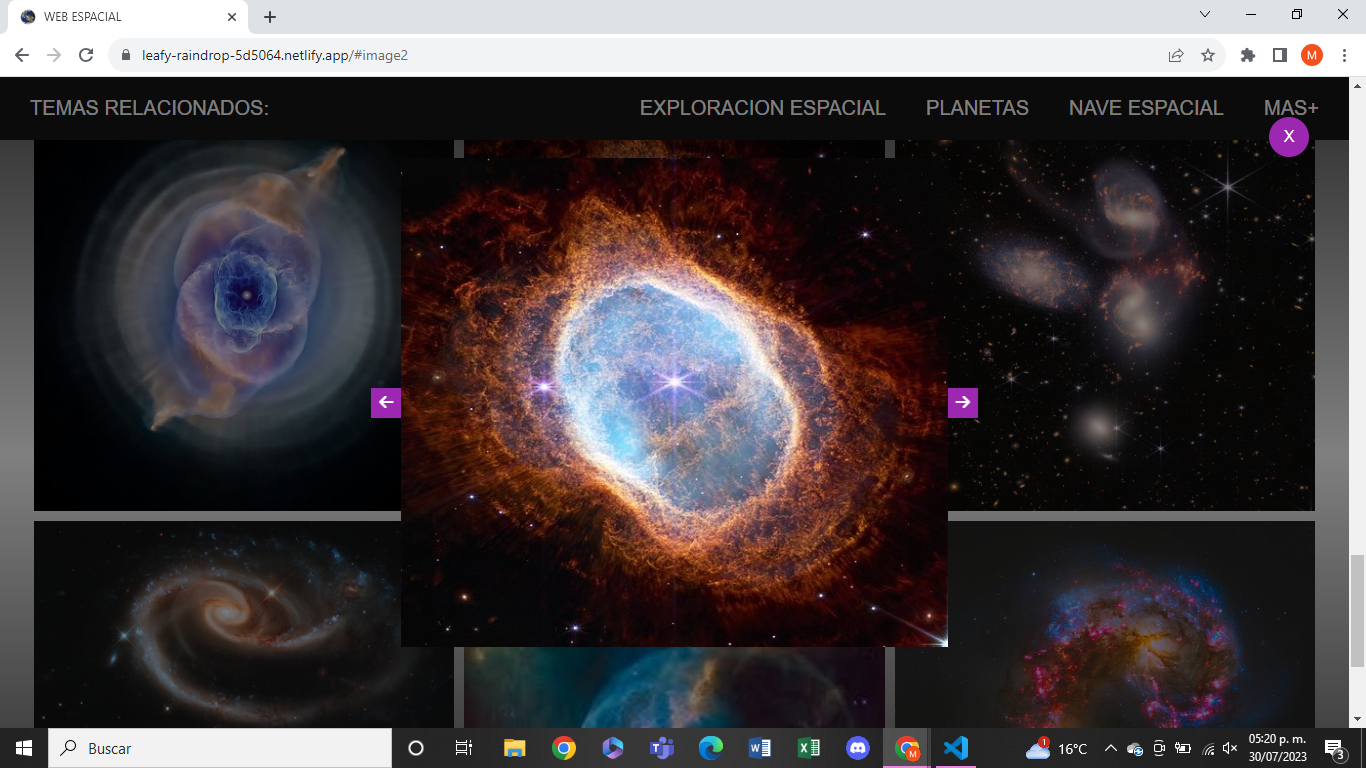 WEB ESPACIAL
leafy-raindrop-5d5064.netlify.app/#image2
M
TEMAS RELACIONADOS:
EXPLORACION ESPACIAL
PLANETAS
NAVE ESPACIAL
MAS+
X
Buscar
M
1
16°C
05:20 p. m.
30/07/2023
3